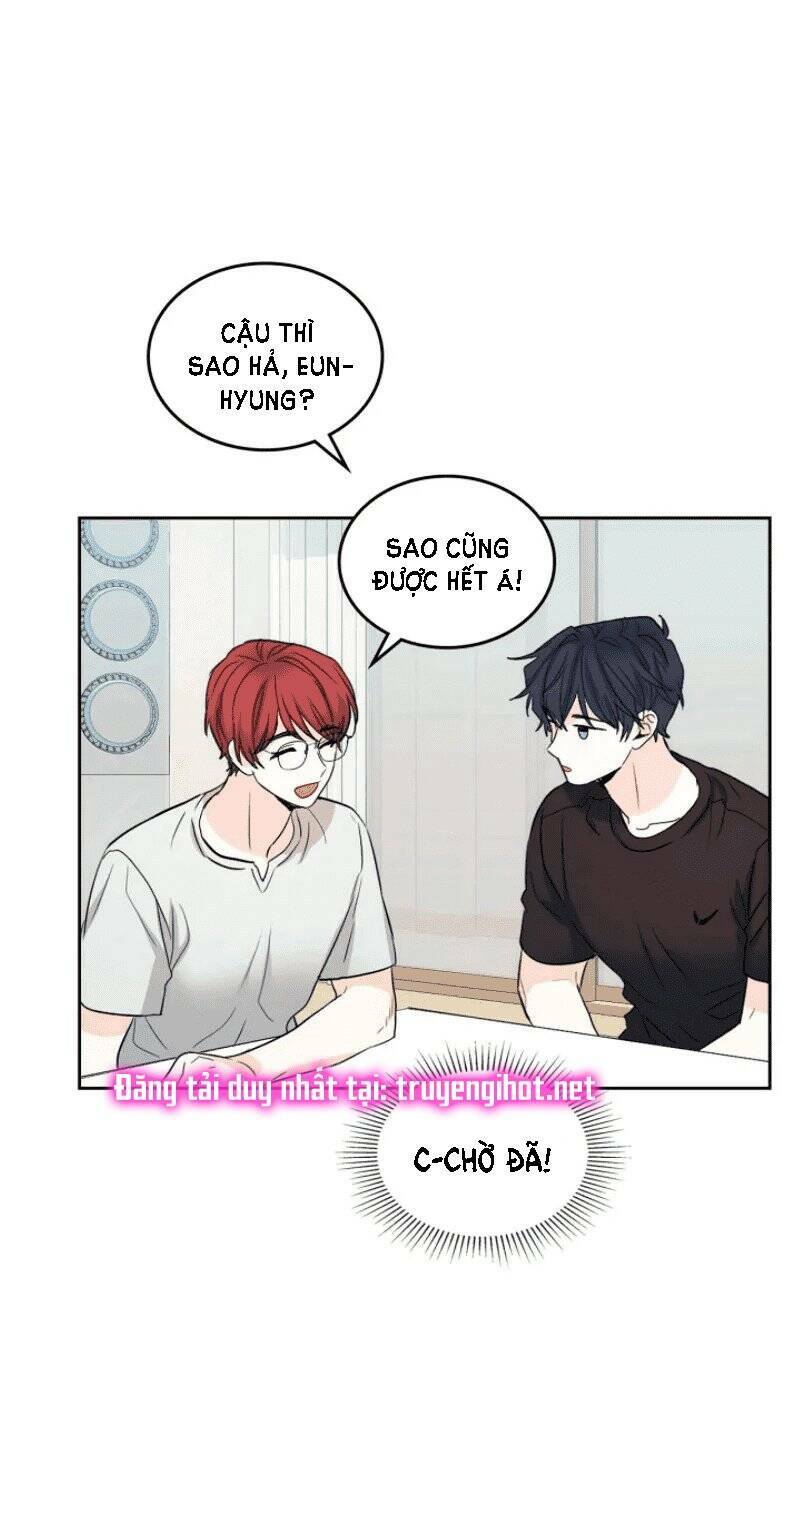 CẬU THÌ
SAO HẢ, EUN-
HYUNG?
SAO CŨNG
ĐƯỢC HẾT Á!
Đăng tải duy nhất tại: truyengihot.net
C-CHỜ ĐÃ!